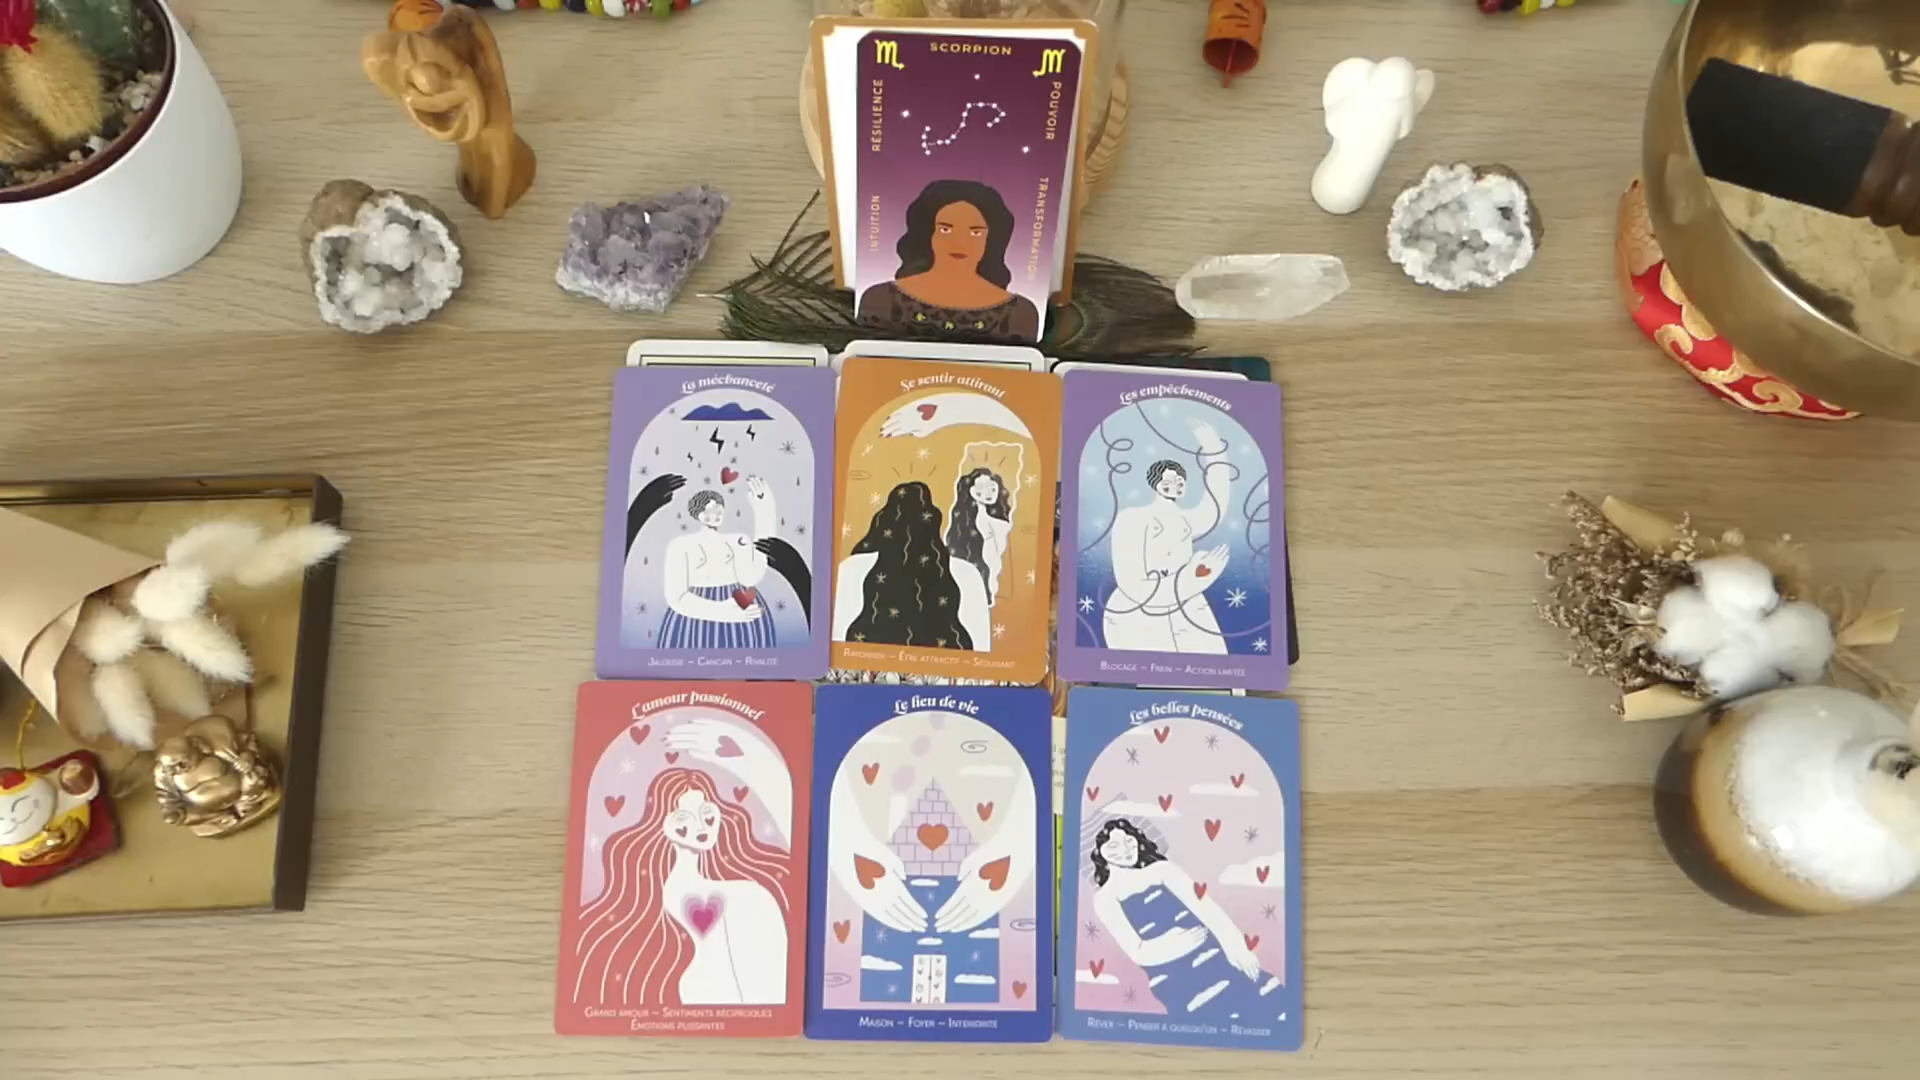 SCORPION
RÉSILIENCE
POUVOIR
INTUITION
TRANSFORMATION
La méchanceté
Se sentir attirant
Les empêchements
Jalousie – Cancan – Rivalité
Rayonner – Être attractif – Séduisant
Blocage – Frein – Action limitée
L'amour passionnel
Le lieu de vie
Les belles pensées
Grand amour – Sentiments réciproques
Émotions puissantes
Maison – Foyer – Intériorité
Rêver – Penser à quelqu'un – Rêvasser